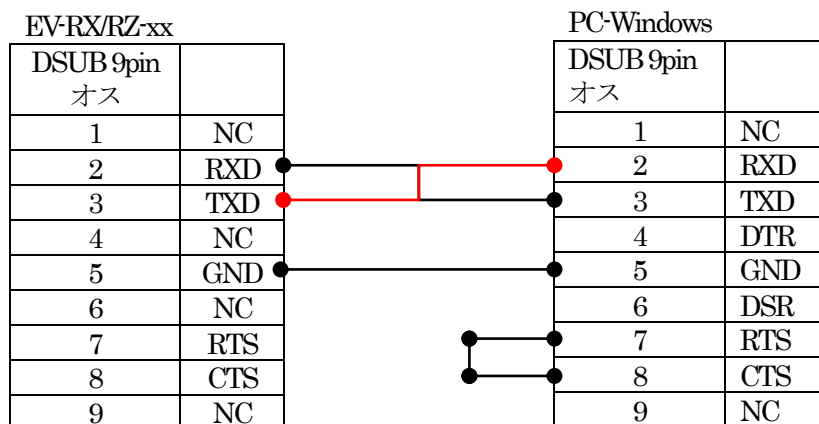 EV-RX/RZ-xx
DSUB 9pin
オス
1 NC
2 RXD
3 TXD
4 NC
5 GND
6 NC
7 RTS
8 CTS
9 NC
PC-Windows
DSUB 9pin
オス
1 NC
2 RXD
3 TXD
4 DTR
5 GND
6 DSR
7 RTS
8 CTS
9 NC